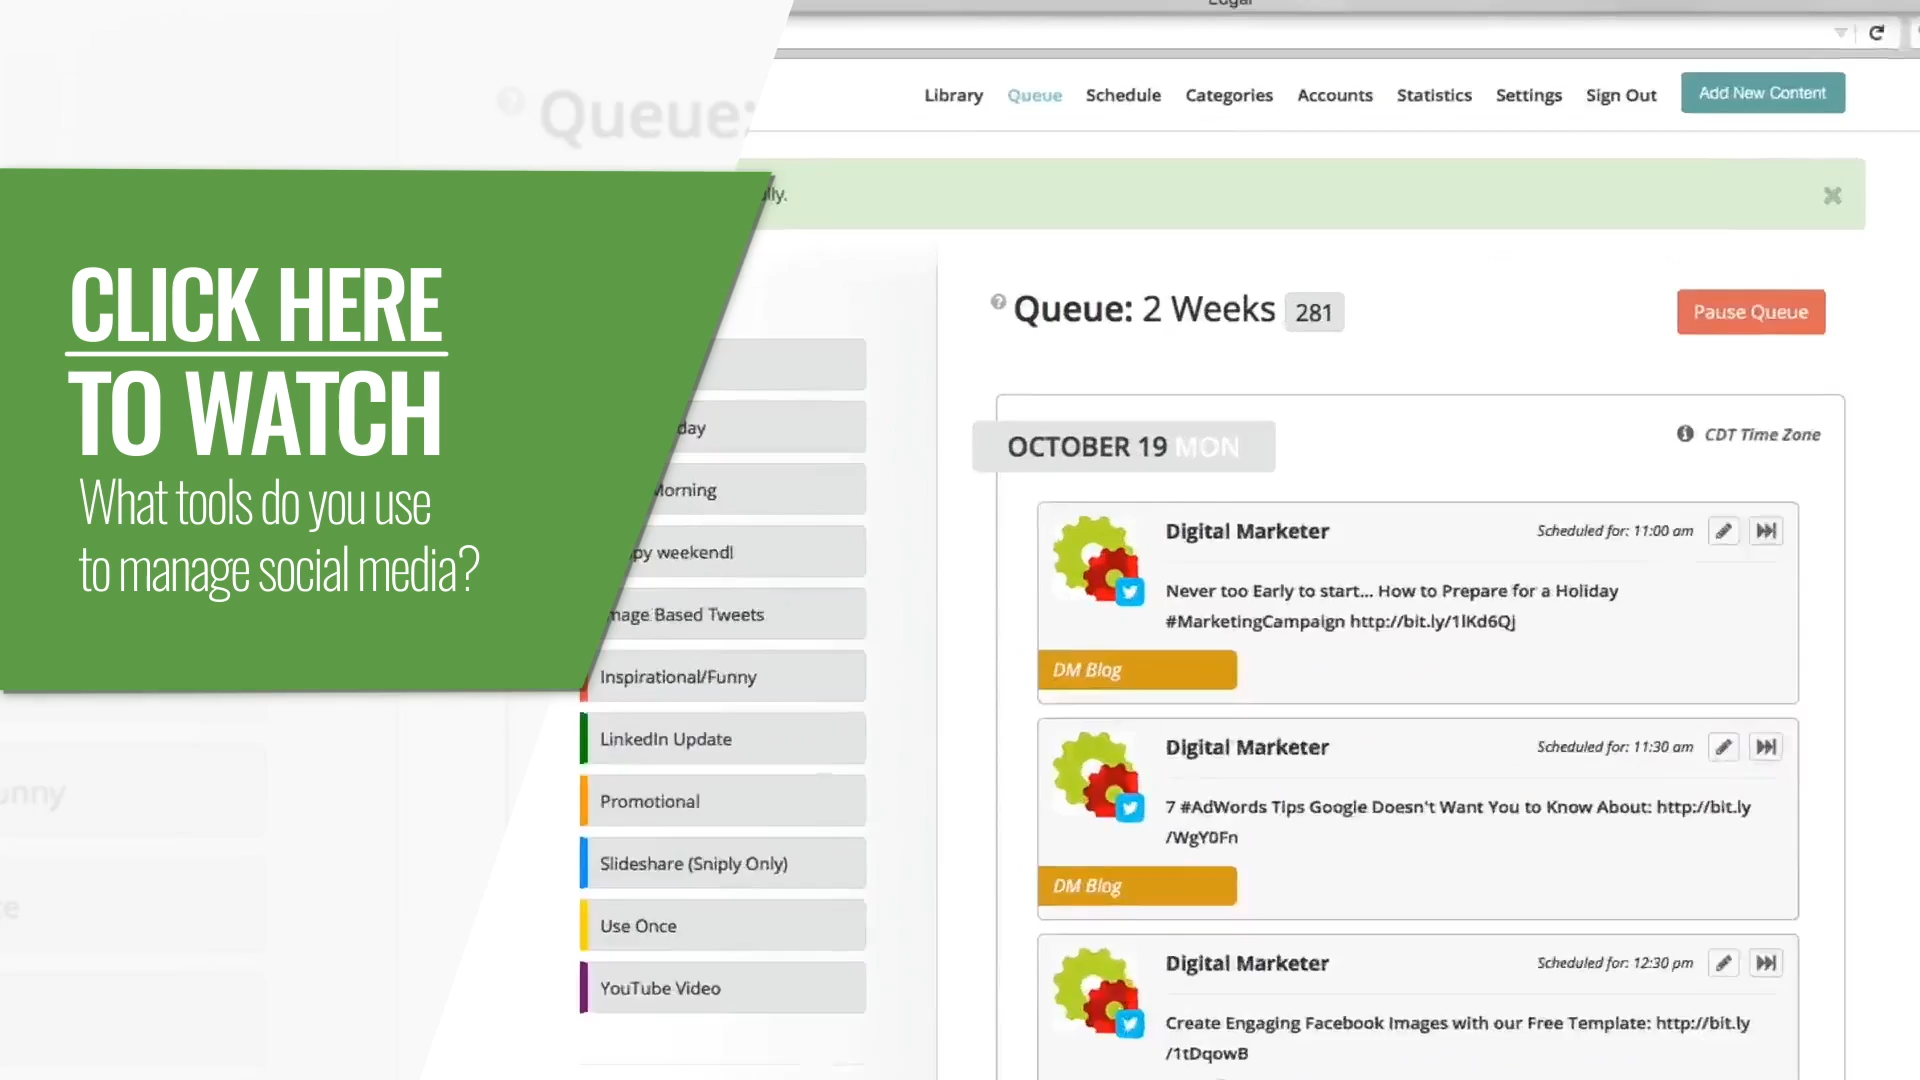 Edgar
Queue:
Library Queue Schedule Categories Accounts Statistics Settings Sign Out Add New Content
lly.
CLICK HERE
TO WATCH
What tools do you use
to manage social media?
day
Morning
py weekend!
mage Based Tweets
Inspirational/Funny
LinkedIn Update
Promotional
Slideshare (Sniply Only)
Use Once
YouTube Video
unny
te
Queue: 2 Weeks 281
Pause Queue
OCTOBER 19 MON
CDT Time Zone
Digital Marketer
Scheduled for: 11:00 am
Never too Early to start... How to Prepare for a Holiday
#MarketingCampaign http://bit.ly/1lKd6Qj
DM Blog
Digital Marketer
Scheduled for: 11:30 am
7 #AdWords Tips Google Doesn't Want You to Know About: http://bit.ly
/WgY0Fn
DM Blog
Digital Marketer
Scheduled for: 12:30 pm
Create Engaging Facebook Images with our Free Template: http://bit.ly
/1tDqowB